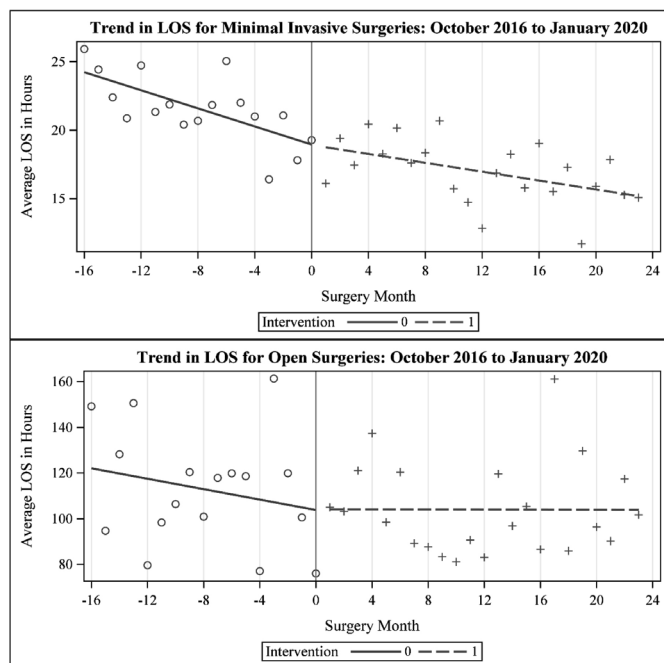 Trend in LOS for Minimal Invasive Surgeries: October 2016 to January 2020
Average LOS in Hours
25
20
15
-16 -12 -8 -4 0 4 8 12 16 20 24
Surgery Month
Intervention 0 1
Trend in LOS for Open Surgeries: October 2016 to January 2020
Average LOS in Hours
160
140
120
100
80
-16 -12 -8 -4 0 4 8 12 16 20 24
Surgery Month
Intervention 0 1